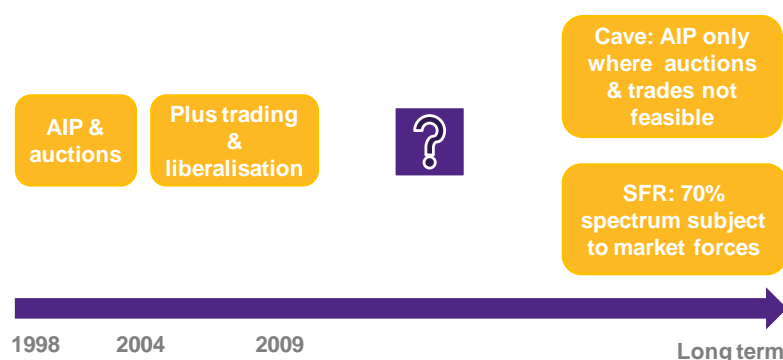 AIP &
auctions
Plus trading
&
liberalisation
?
Cave: AIP only
where auctions
& trades not
feasible
SFR: 70%
spectrum subject
to market forces
1998
2004
2009
Long term